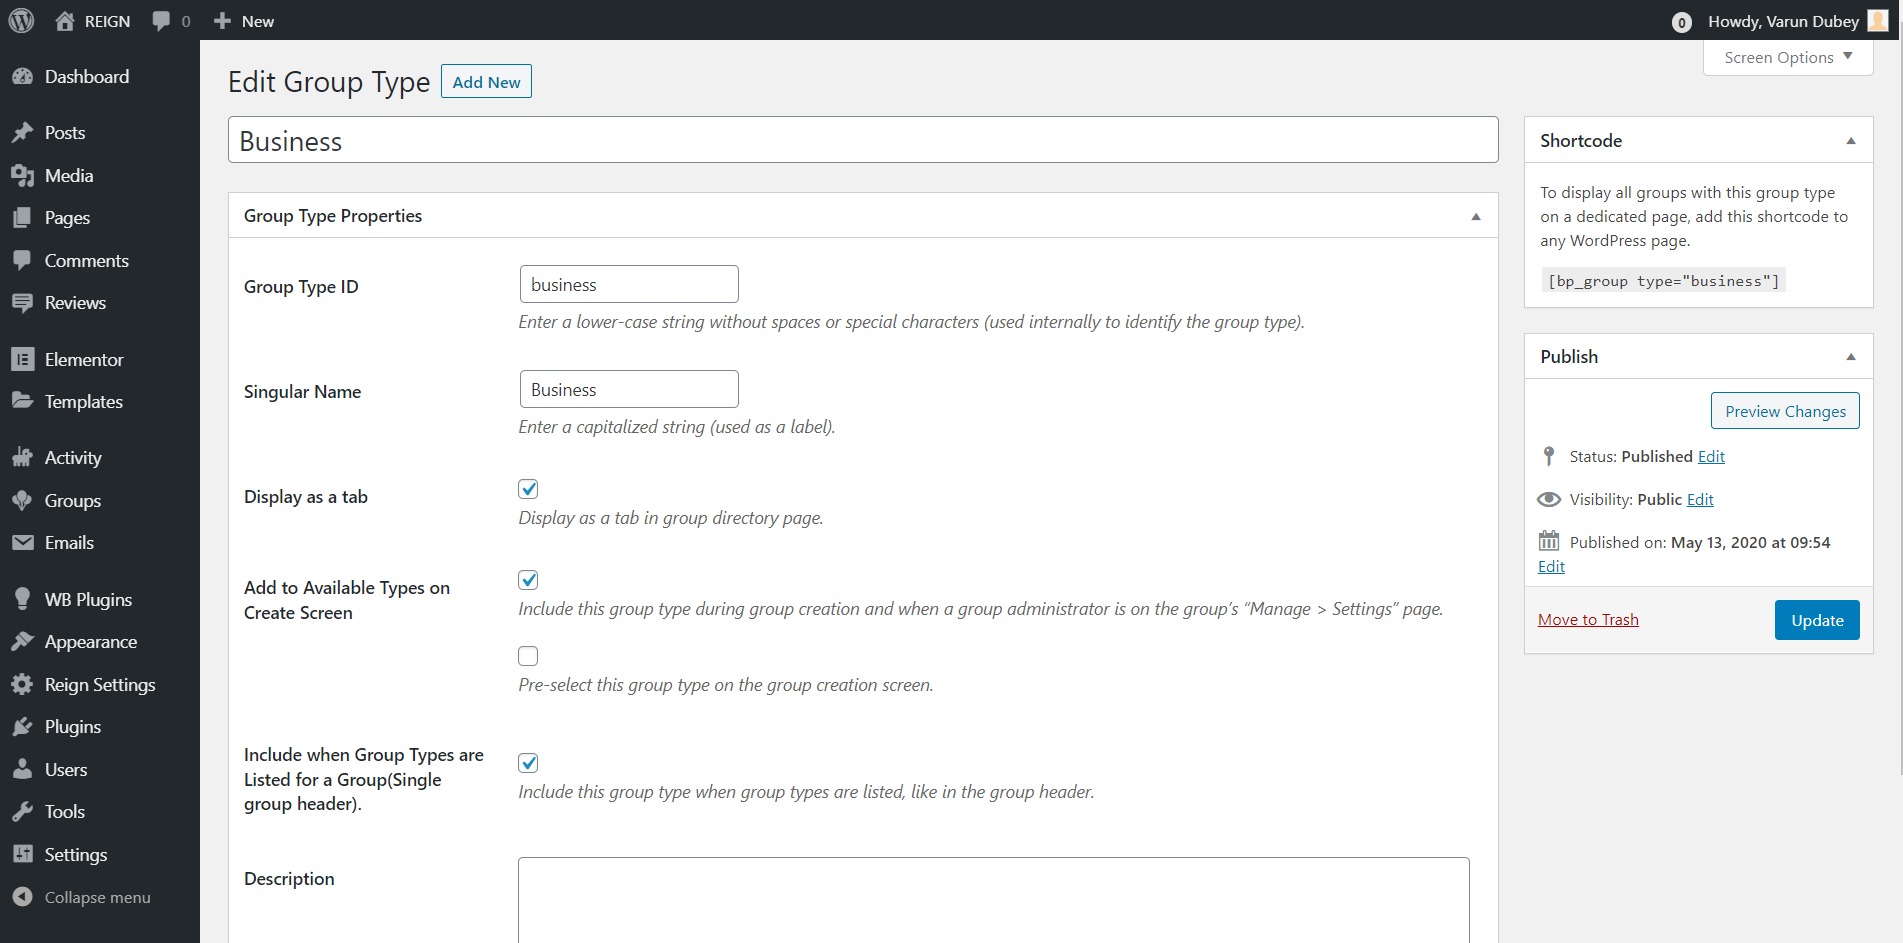 REIGN
0
New
0
Howdy, Varun Dubey
Screen Options
Dashboard
Posts
Media
Pages
Comments
Reviews
Elementor
Templates
Activity
Groups
Emails
WB Plugins
Appearance
Reign Settings
Plugins
Users
Tools
Settings
Collapse menu
Edit Group Type
Add New
Business
Group Type Properties
Group Type ID
business
Enter a lower-case string without spaces or special characters (used internally to identify the group type).
Singular Name
Business
Enter a capitalized string (used as a label).
Display as a tab
Display as a tab in group directory page.
Add to Available Types on
Create Screen
Include this group type during group creation and when a group administrator is on the group’s “Manage > Settings” page.
Pre-select this group type on the group creation screen.
Include when Group Types are
Listed for a Group(Single
group header).
Include this group type when group types are listed, like in the group header.
Description
Shortcode
To display all groups with this group type
on a dedicated page, add this shortcode to
any WordPress page.
[bp_group type="business"]
Publish
Preview Changes
Status: Published Edit
Visibility: Public Edit
Published on: May 13, 2020 at 09:54
Edit
Move to Trash
Update